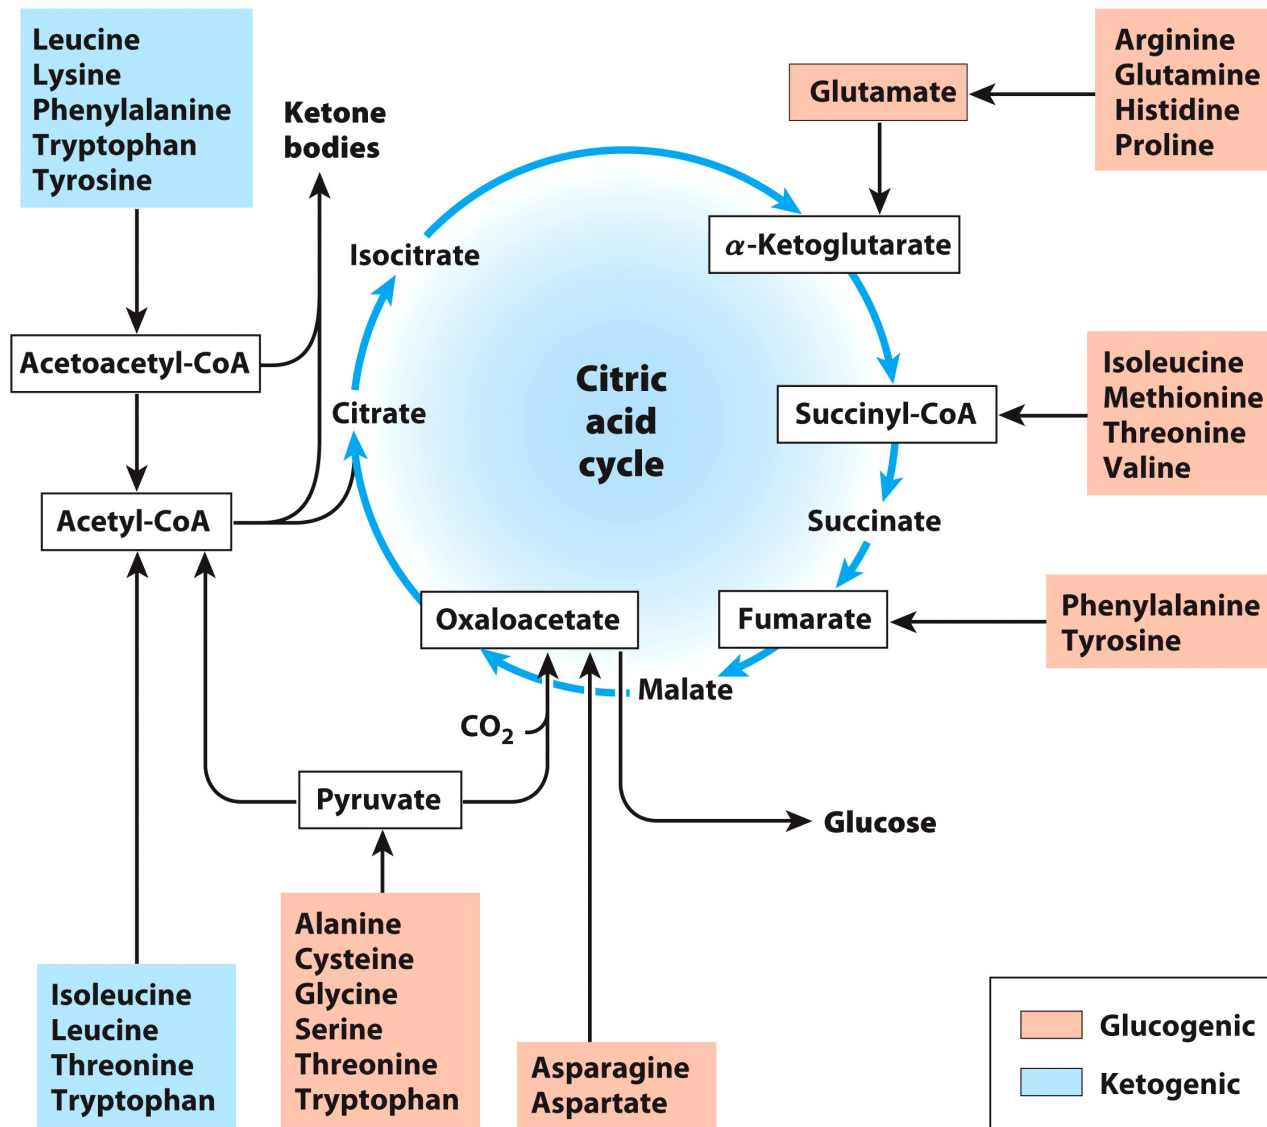 Leucine
Lysine
Phenylalanine
Tryptophan
Tyrosine
Ketone
bodies
Glutamate
Arginine
Glutamine
Histidine
Proline
Isocitrate
α-Ketoglutarate
Acetoacetyl-CoA
Citrate
Citric
acid
cycle
Succinyl-CoA
Isoleucine
Methionine
Threonine
Valine
Acetyl-CoA
Succinate
Oxaloacetate
Fumarate
Phenylalanine
Tyrosine
Malate
CO₂
Pyruvate
Glucose
Isoleucine
Leucine
Threonine
Tryptophan
Alanine
Cysteine
Glycine
Serine
Threonine
Tryptophan
Asparagine
Aspartate
Glucogenic
Ketogenic